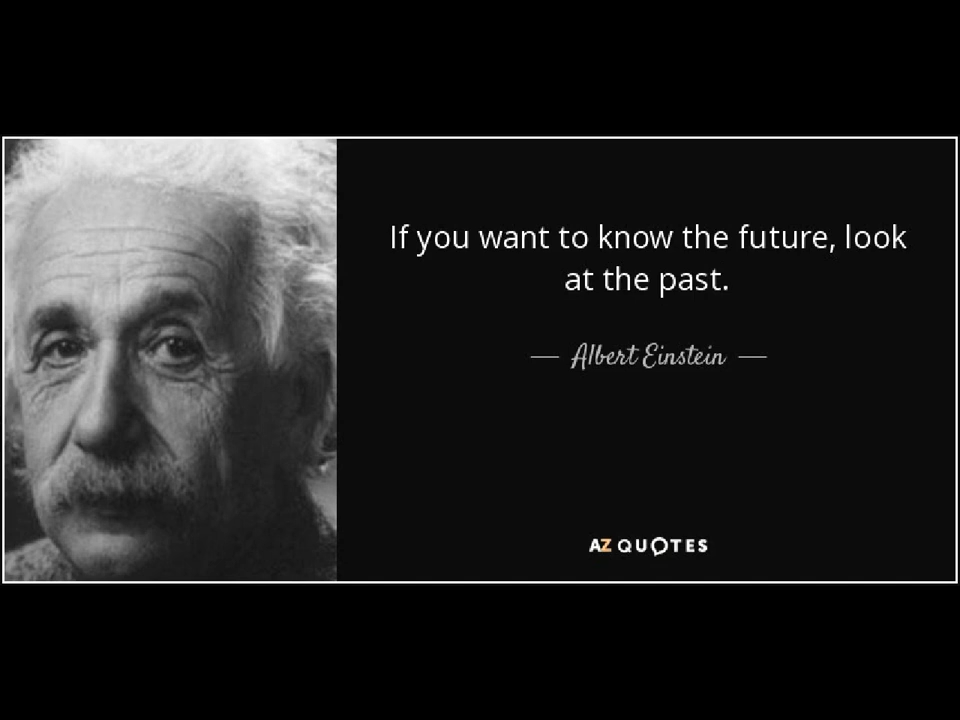 If you want to know the future, look
at the past.
— Albert Einstein —
AZ QUOTES